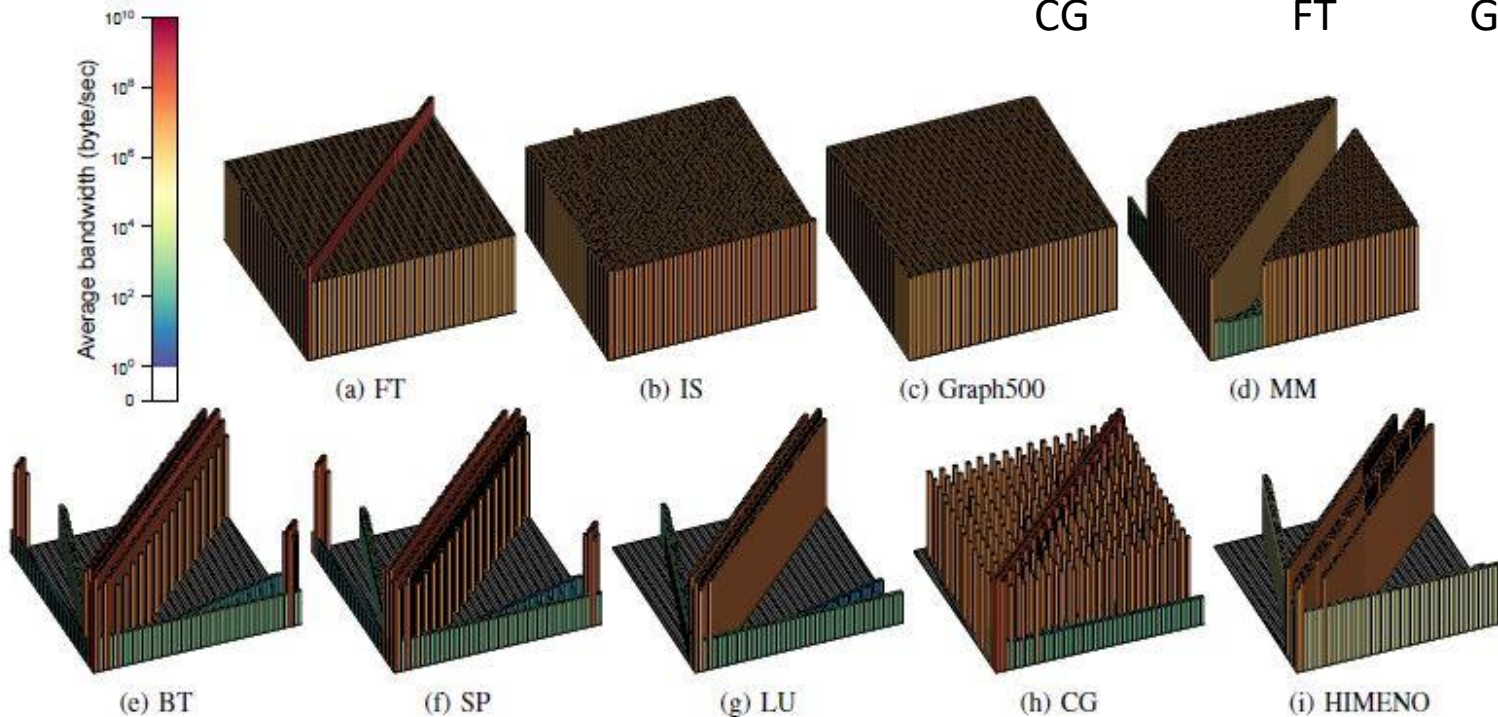 CG FT G
Average bandwidth (byte/sec)
10¹⁰
10⁸
10⁶
10⁴
10²
10⁰
0
(a) FT (b) IS (c) Graph500 (d) MM
(e) BT (f) SP (g) LU (h) CG (i) HIMENO